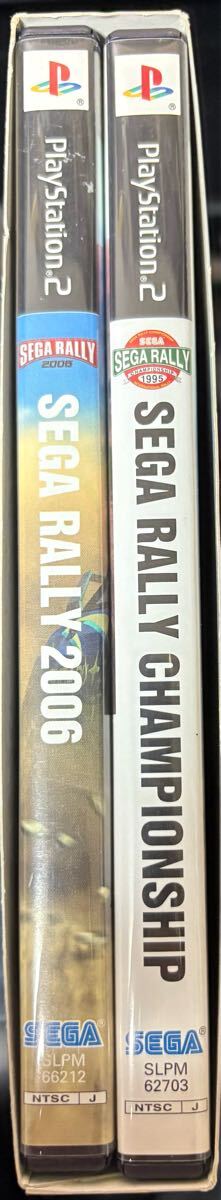 PlayStation®2
SEGA RALLY
2006
SEGA RALLY 2006
SEGA
SLPM
66212
NTSC J
PlayStation®2
SEGA
SEGA RALLY
CHAMPIONSHIP
1995
SEGA RALLY CHAMPIONSHIP
SEGA
SLPM
62703
NTSC J